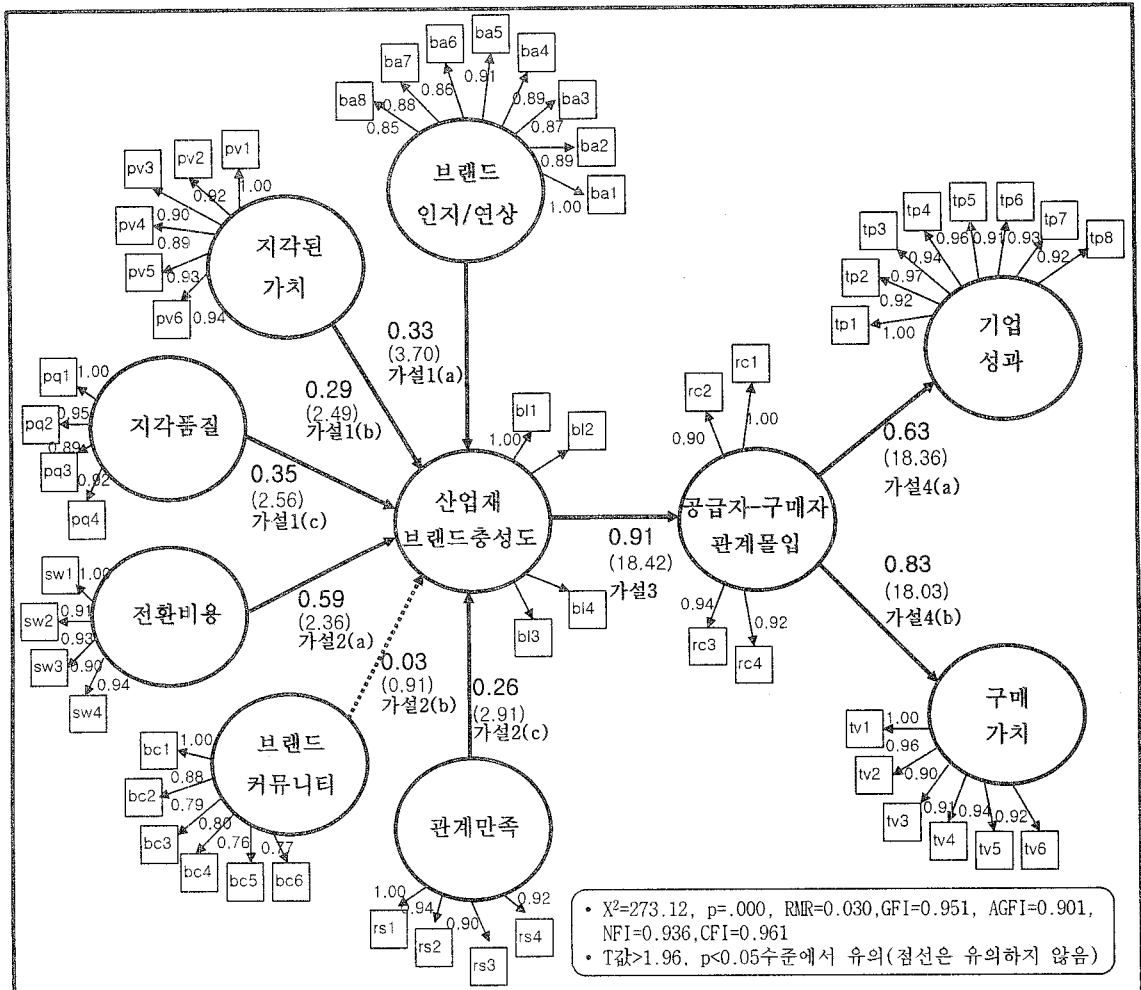 ba8
0.85
ba7
0.88
ba6
0.86
ba5
0.91
ba4
0.89
ba3
0.87
ba2
0.89
ba1
1.00
브랜드
인지/연상
pv1
1.00
pv2
0.92
pv3
0.90
pv4
0.89
pv5
0.93
pv6
0.94
지각된
가치
pq1
1.00
pq2
0.95
pq3
0.89
pq4
0.92
지각품질
sw1
1.00
sw2
0.91
sw3
0.93
0.90
sw4
0.94
전환비용
bc1
1.00
bc2
0.88
bc3
0.79
bc4
0.80
bc5
0.76
bc6
0.77
브랜드
커뮤니티
관계만족
rs1
1.00
rs2
0.94
rs3
0.90
rs4
0.92
0.33
(3.70)
가설1(a)
0.29
(2.49)
가설1(b)
0.35
(2.56)
가설1(c)
0.59
(2.36)
가설2(a)
0.03
(0.91)
가설2(b)
0.26
(2.91)
가설2(c)
bl1
1.00
bl2
bl3
bl4
산업재
브랜드충성도
0.91
(18.42)
가설3
rc1
1.00
rc2
0.90
rc3
0.94
rc4
0.92
공급자-구매자
관계몰입
0.63
(18.36)
가설4(a)
0.83
(18.03)
가설4(b)
tp1
1.00
tp2
0.92
tp3
0.97
tp4
0.94
tp5
0.96
tp6
0.91
tp7
0.93
tp8
0.92
기업
성과
구매
가치
tv1
1.00
tv2
0.96
tv3
0.90
tv4
0.91
tv5
0.94
tv6
0.92
• X²=273.12, p=.000, RMR=0.030,GFI=0.951, AGFI=0.901,
NFI=0.936,CFI=0.961
• T값>1.96, p<0.05수준에서 유의(점선은 유의하지 않음)